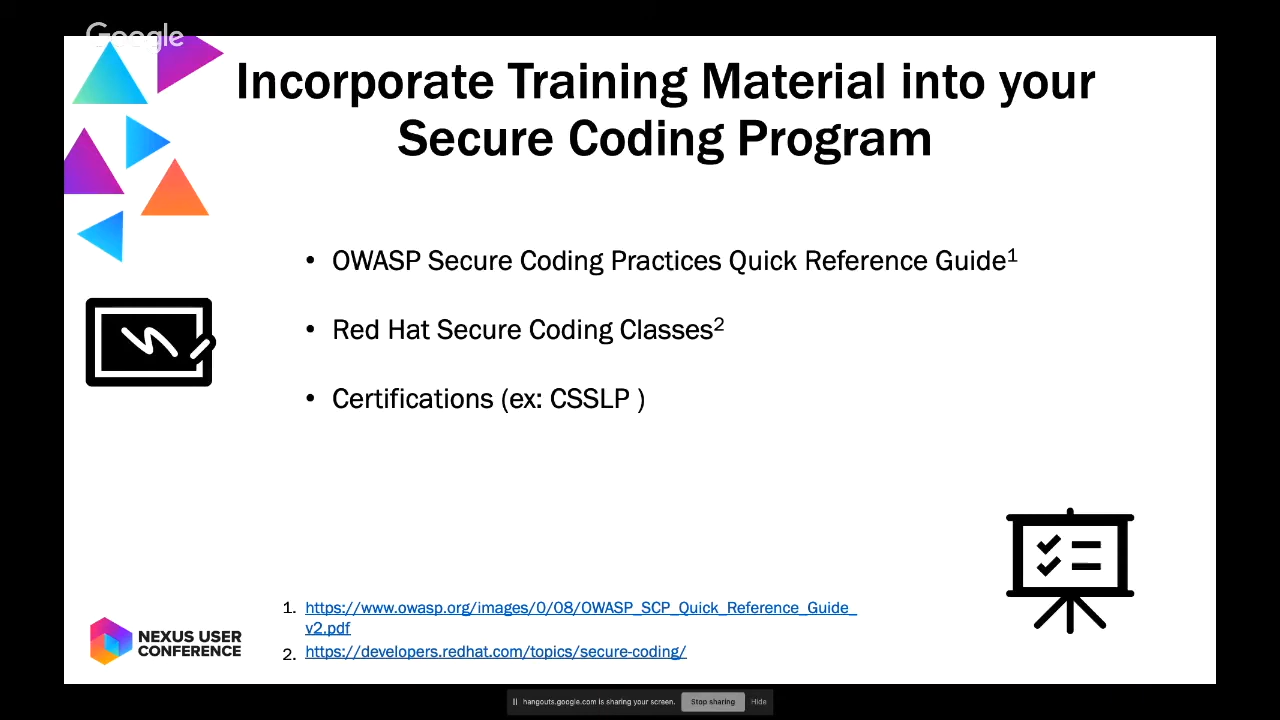 Google
Incorporate Training Material into your
Secure Coding Program
• OWASP Secure Coding Practices Quick Reference Guide1
• Red Hat Secure Coding Classes2
• Certifications (ex: CSSLP )
1. https://www.owasp.org/images/0/08/OWASP_SCP_Quick_Reference_Guide_
v2.pdf
2. https://developers.redhat.com/topics/secure-coding/
NEXUS USER
CONFERENCE
hangouts.google.com is sharing your screen. Stop sharing Hide